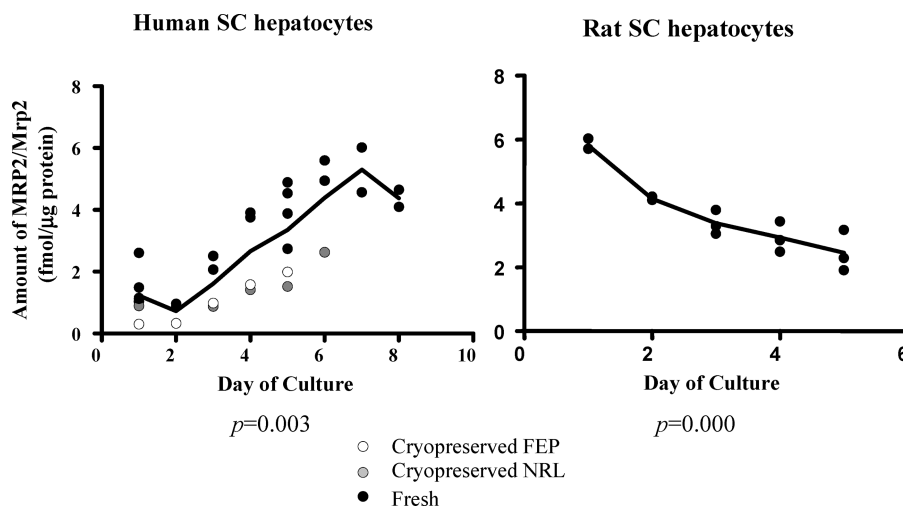 Human SC hepatocytes
Rat SC hepatocytes
Amount of MRP2/Mrp2
(fmol/µg protein)
8
6
4
2
0
0
2
4
6
8
10
Day of Culture
p=0.003
8
6
4
2
0
0
2
4
6
Day of Culture
p=0.000
Cryopreserved FEP
Cryopreserved NRL
Fresh